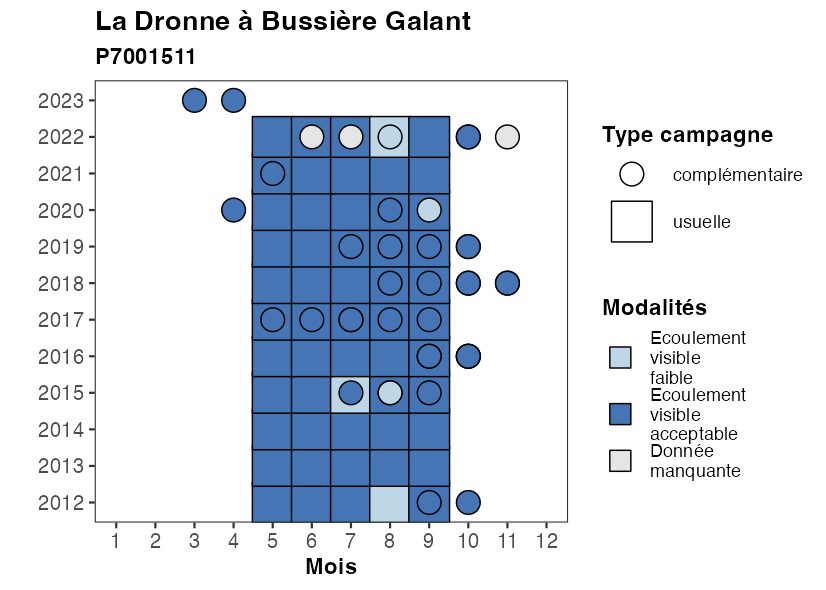 La Dronne à Bussière Galant
P7001511
2023
2022
2021
2020
2019
2018
2017
2016
2015
2014
2013
2012
1 2 3 4 5 6 7 8 9 10 11 12
Mois
Type campagne
complémentaire
usuelle
Modalités
Ecoulement
visible
faible
Ecoulement
visible
acceptable
Donnée
manquante